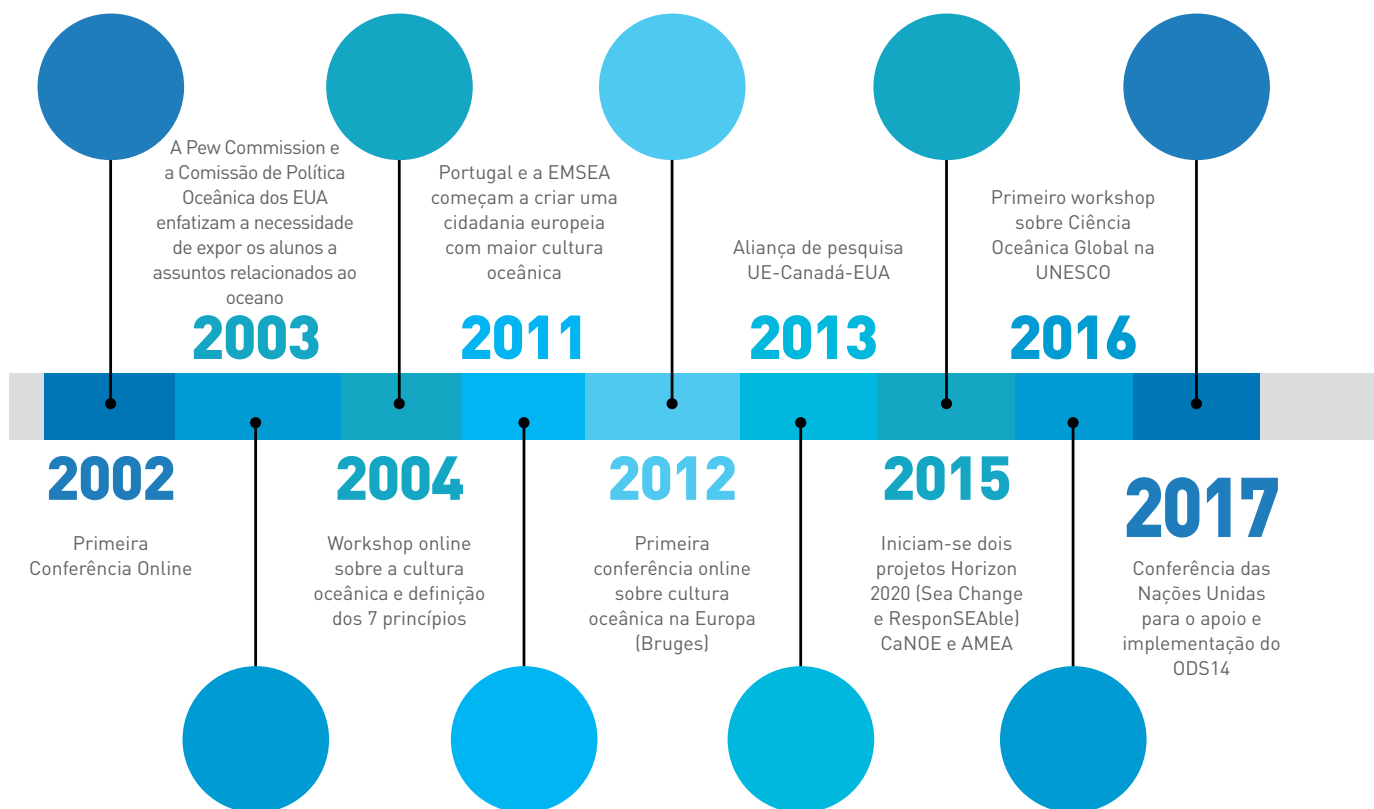 A Pew Commission e
a Comissão de Política
Oceânica dos EUA
enfatizam a necessidade
de expor os alunos a
assuntos relacionados ao
oceano
2003
Portugal e a EMSEA
começam a criar uma
cidadania europeia
com maior cultura
oceânica
2011
Aliança de pesquisa
UE-Canadá-EUA
2013
Primeiro workshop
sobre Ciência
Oceânica Global na
UNESCO
2016
2002
Primeira
Conferência Online
2004
Workshop online
sobre a cultura
oceânica e definição
dos 7 princípios
2012
Primeira
conferência online
sobre cultura
oceânica na Europa
(Bruges)
2015
Iniciam-se dois
projetos Horizon
2020 (Sea Change
e ResponSEAble)
CaNOE e AMEA
2017
Conferência das
Nações Unidas
para o apoio e
implementação do
ODS14